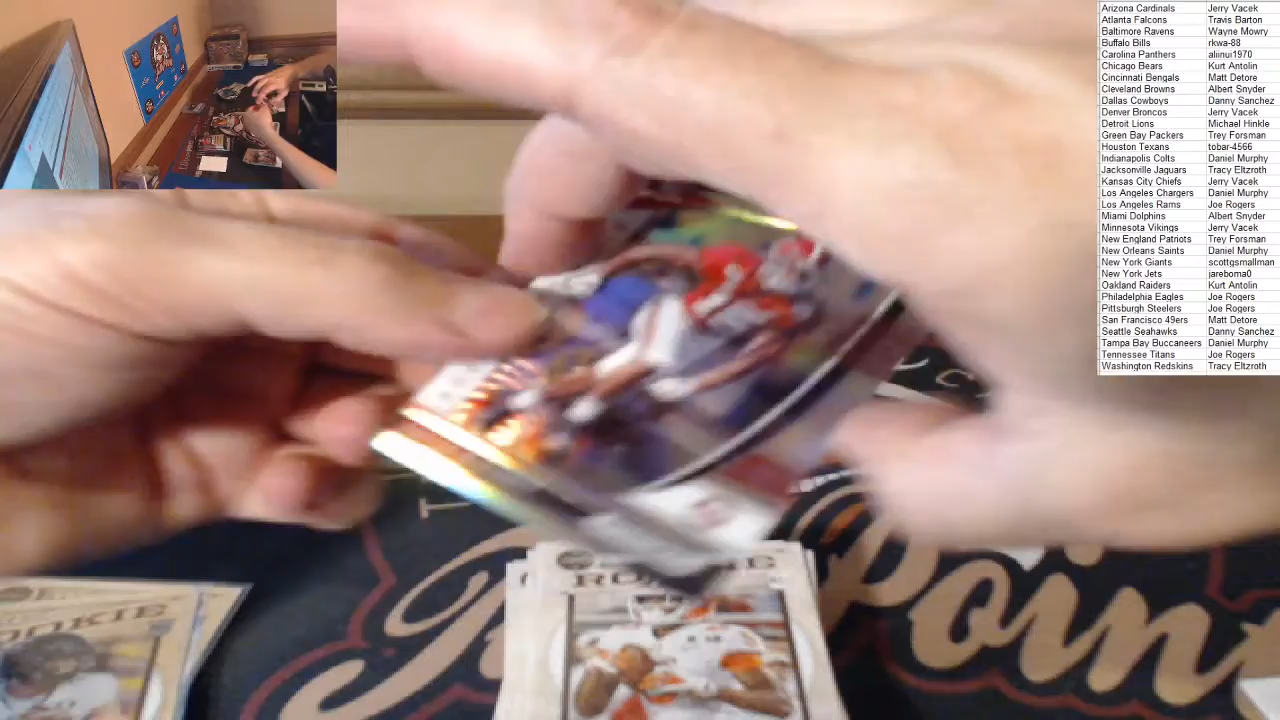 Arizona Cardinals Jerry Vacek
Atlanta Falcons Travis Barton
Baltimore Ravens Wayne Mowry
Buffalo Bills rkwa-88
Carolina Panthers aliinui1970
Chicago Bears Kurt Antolin
Cincinnati Bengals Matt Detore
Cleveland Browns Albert Snyder
Dallas Cowboys Danny Sanchez
Denver Broncos Jerry Vacek
Detroit Lions Michael Hinkle
Green Bay Packers Trey Forsman
Houston Texans tobar-4566
Indianapolis Colts Daniel Murphy
Jacksonville Jaguars Tracy Eltzroth
Kansas City Chiefs Jerry Vacek
Los Angeles Chargers Daniel Murphy
Los Angeles Rams Joe Rogers
Miami Dolphins Albert Snyder
Minnesota Vikings Jerry Vacek
New England Patriots Trey Forsman
New Orleans Saints Daniel Murphy
New York Giants scottgsmallman
New York Jets jareboma0
Oakland Raiders Kurt Antolin
Philadelphia Eagles Joe Rogers
Pittsburgh Steelers Joe Rogers
San Francisco 49ers Matt Detore
Seattle Seahawks Danny Sanchez
Tampa Bay Buccaneers Daniel Murphy
Tennessee Titans Joe Rogers
Washington Redskins Tracy Eltzroth
Point